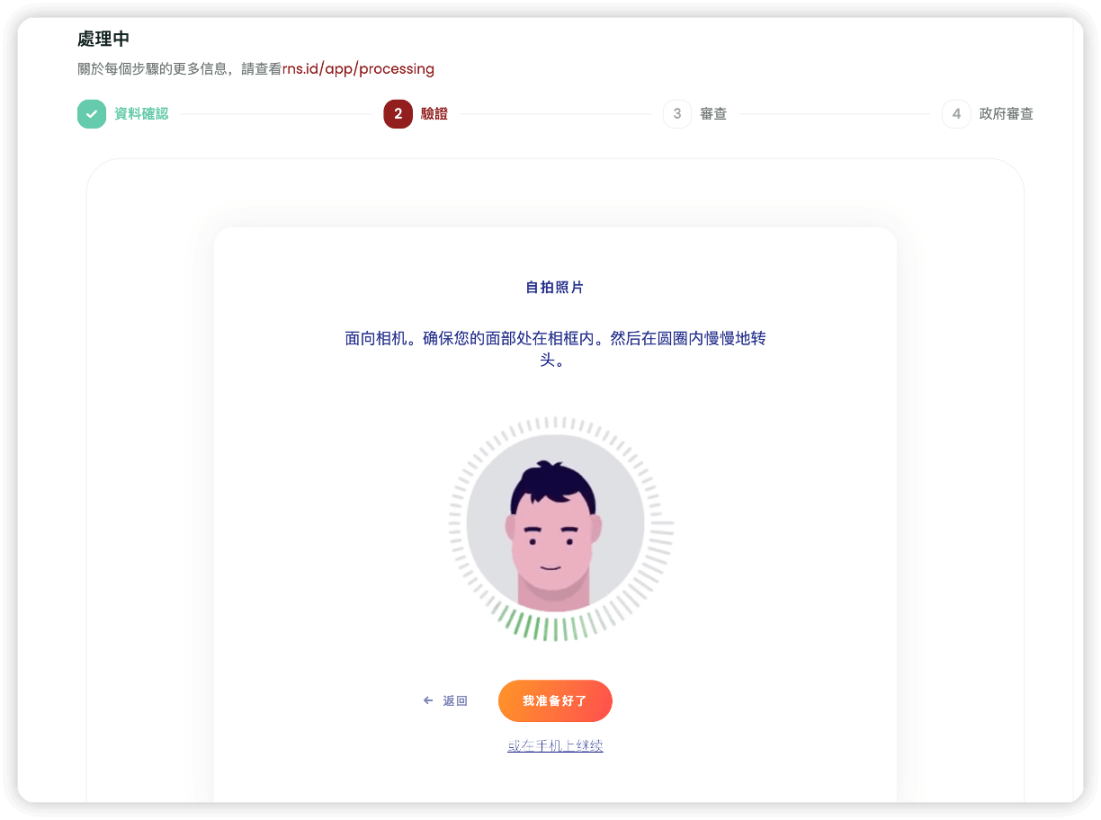 處理中
關於每個步驟的更多信息，請查看rns.id/app/processing
資料確認 2 驗證 3 審查 4 政府審查
自拍照片
面向相机。确保您的面部处在相框内。然后在圆圈内慢慢地转
头。
← 返回 我准备好了
或在手机上继续